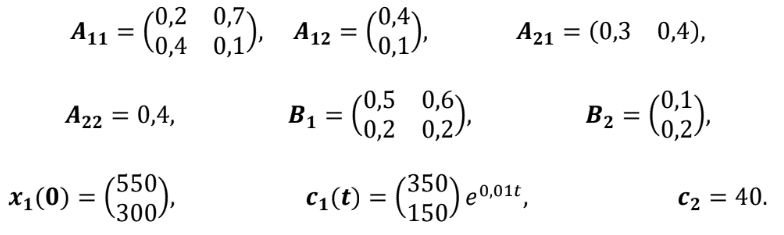 A₁₁ = (0,2 0,7
0,4 0,1), A₁₂ = (0,4
0,1), A₂₁ = (0,3 0,4),
A₂₂ = 0,4, B₁ = (0,5 0,6
0,2 0,2), B₂ = (0,1
0,2),
x₁(0) = (550
300), c₁(t) = (350
150) e^{0,01t}, c₂ = 40.